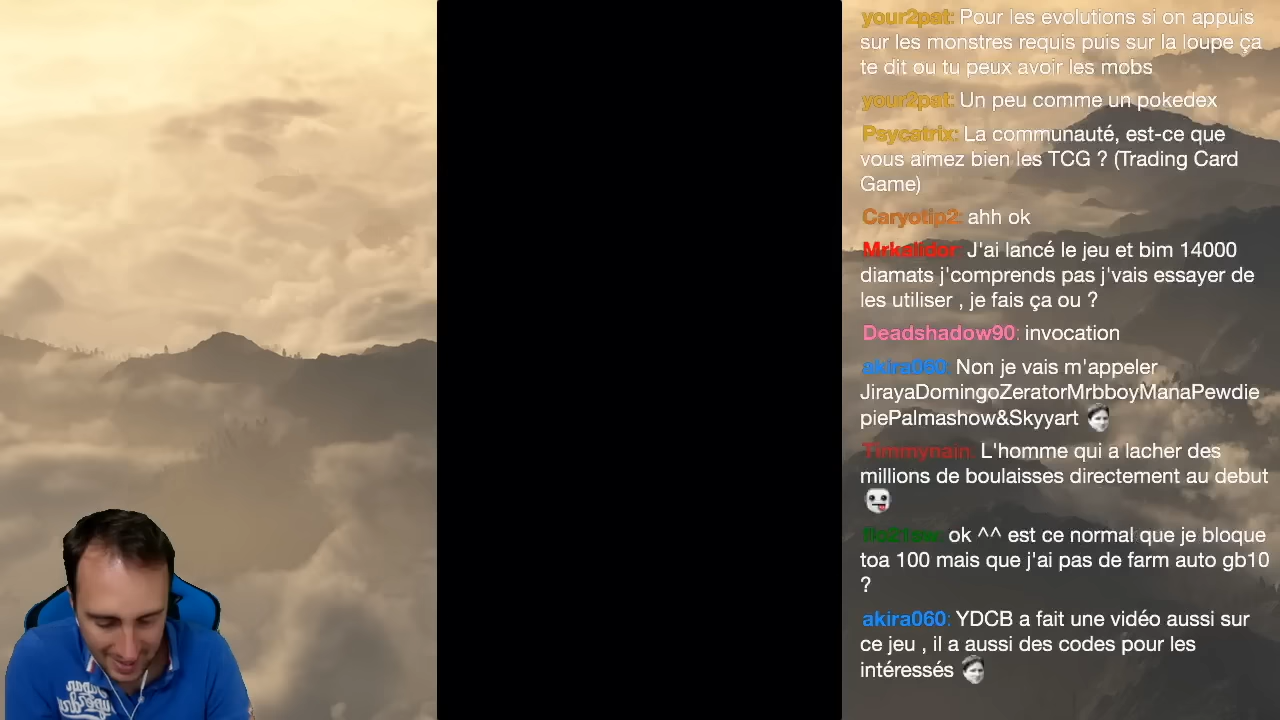 your2pat: Pour les evolutions si on appuis
sur les monstres requis puis sur la loupe ça
te dit ou tu peux avoir les mobs
your2pat: Un peu comme un pokedex
Psycatrix: La communauté, est-ce que
vous aimez bien les TCG ? (Trading Card
Game)
Caryotip2: ahh ok
Mrkalidor: J'ai lancé le jeu et bim 14000
diamats j'comprends pas j'vais essayer de
les utiliser , je fais ça ou ?
Deadshadow90: invocation
akira060: Non je vais m'appeler
JirayaDomingoZeratorMrbboyManaPewdie
piePalmashow&Skyyart
Timmynain: L'homme qui a lacher des
millions de boulaisses directement au debut
ok ^^ est ce normal que je bloque
toa 100 mais que j'ai pas de farm auto gb10
?
akira060: YDCB a fait une vidéo aussi sur
ce jeu , il a aussi des codes pour les
intéressés